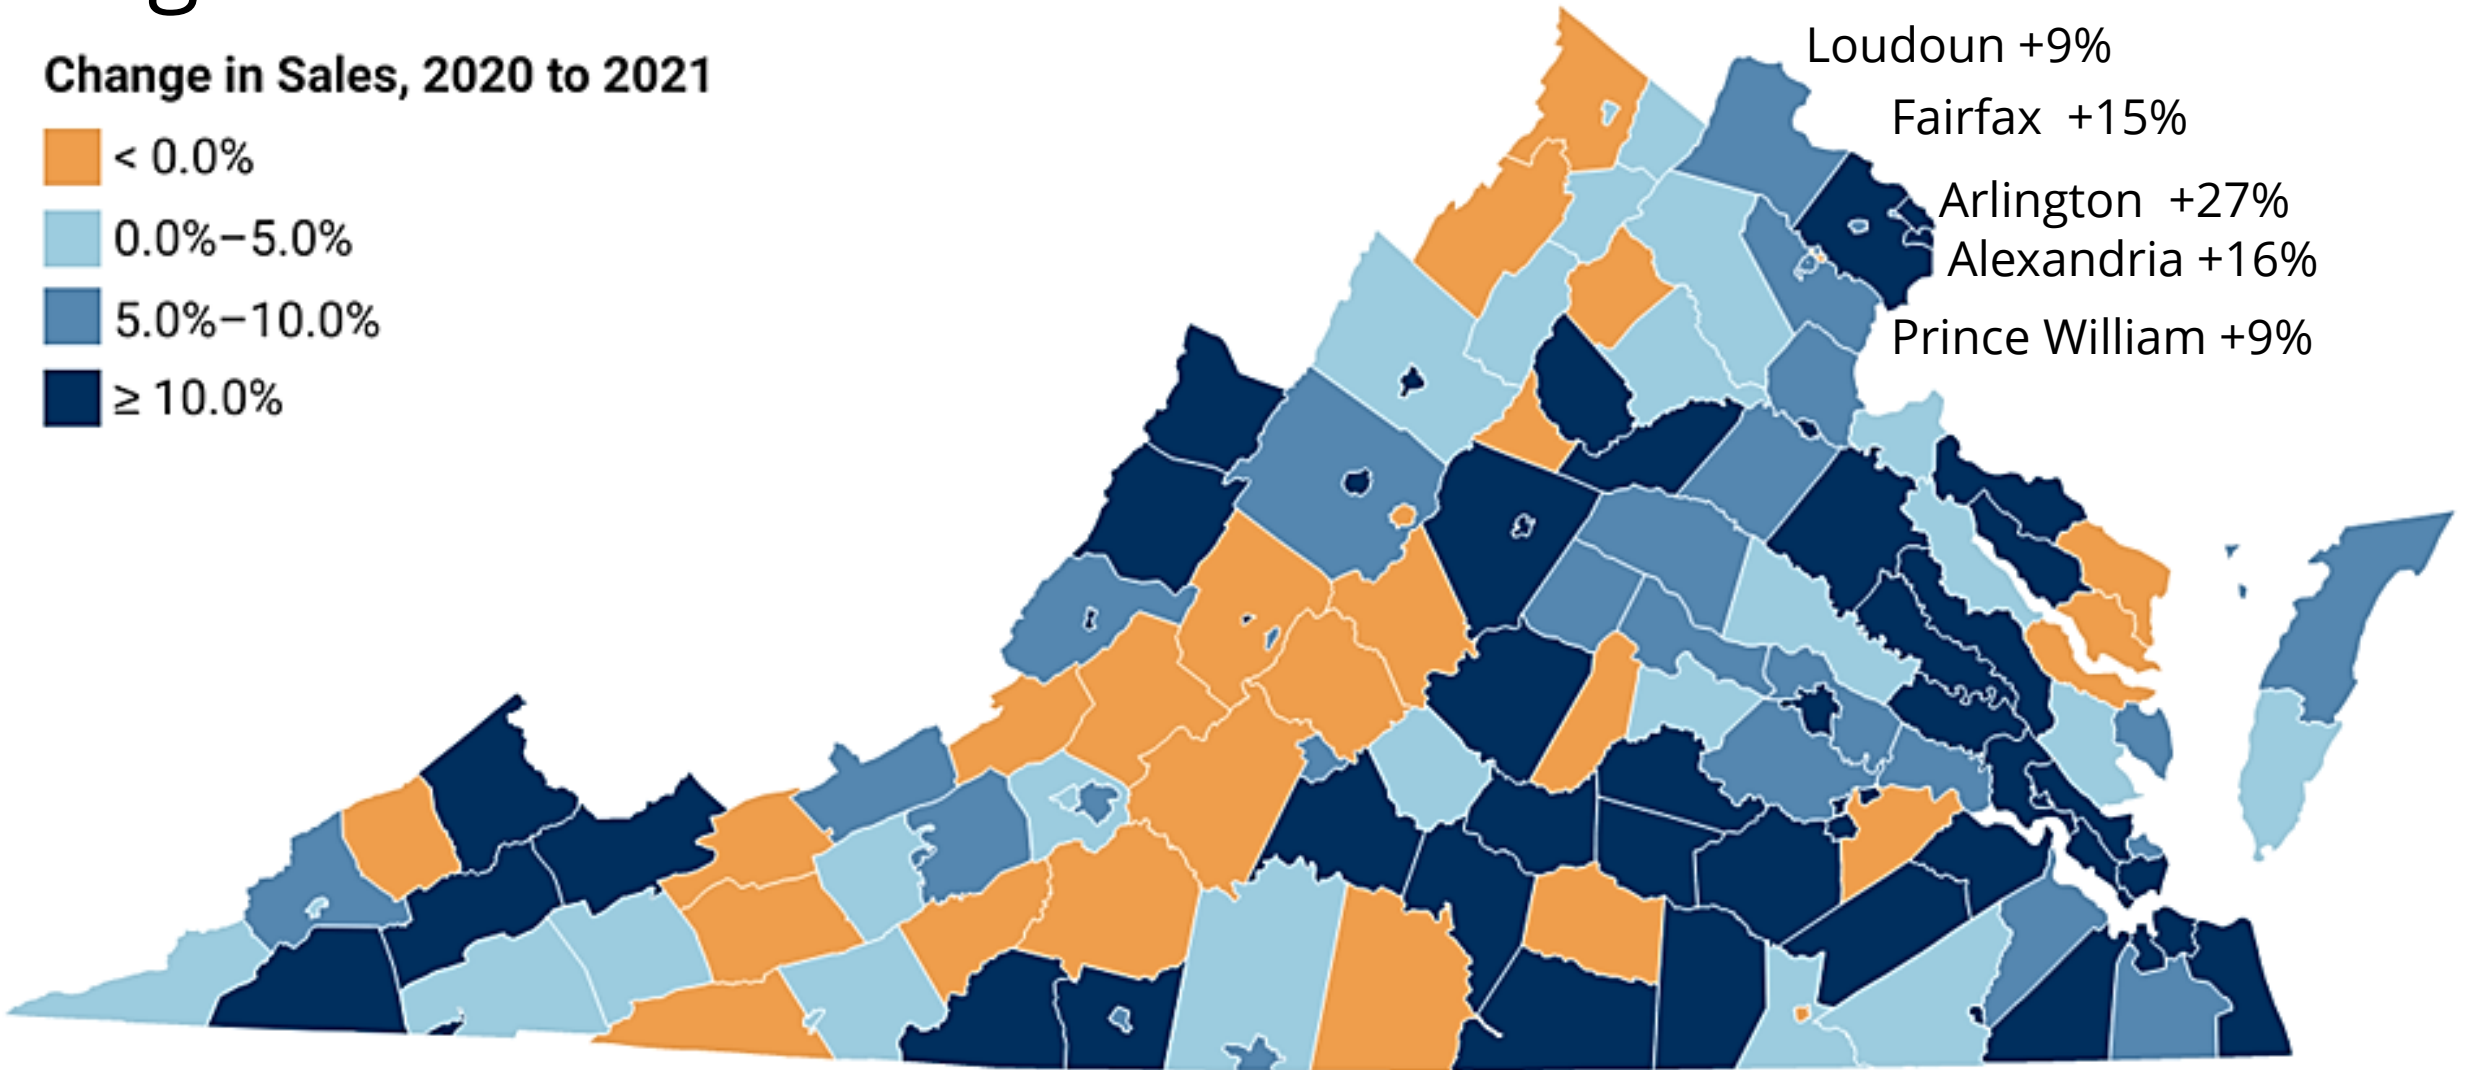 Change in Sales, 2020 to 2021
< 0.0%
0.0%–5.0%
5.0%–10.0%
≥ 10.0%
Loudoun +9%
Fairfax +15%
Arlington +27%
Alexandria +16%
Prince William +9%